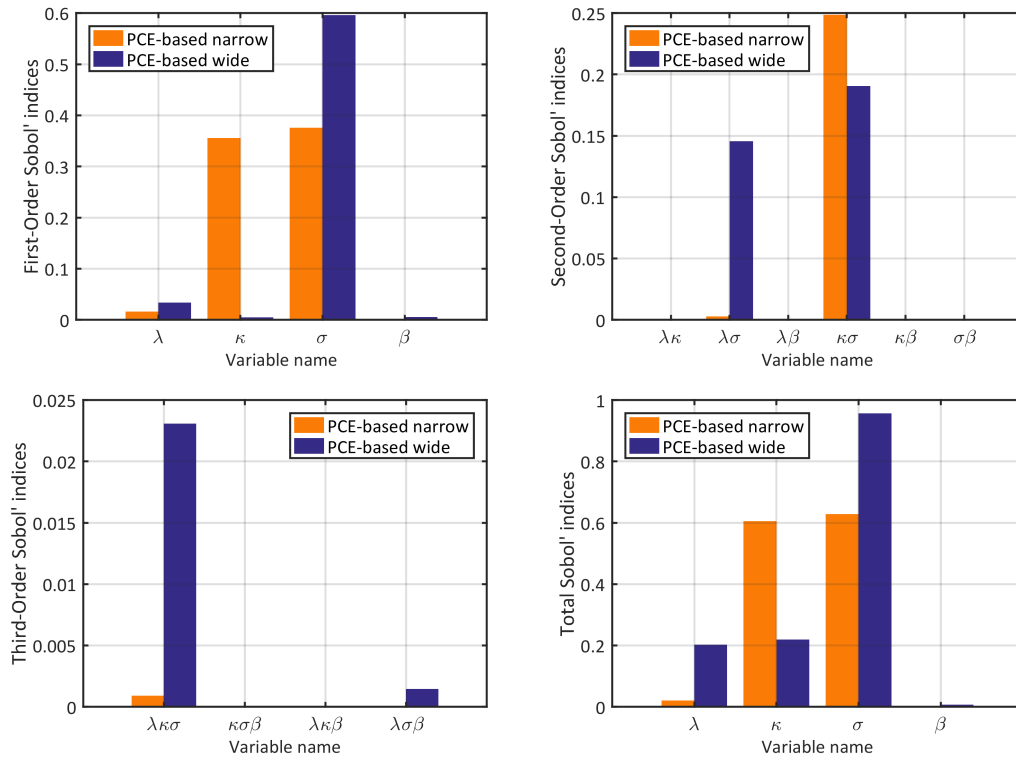 First-Order Sobol' indices
0.6
0.5
0.4
0.3
0.2
0.1
0
PCE-based narrow
PCE-based wide
λ κ σ β
Variable name
Second-Order Sobol' indices
0.25
0.2
0.15
0.1
0.05
0
PCE-based narrow
PCE-based wide
λκ λσ λβ κσ κβ σβ
Variable name
Third-Order Sobol' indices
0.025
0.02
0.015
0.01
0.005
0
PCE-based narrow
PCE-based wide
λκσ κσβ λκβ λσβ
Variable name
Total Sobol' indices
1
0.8
0.6
0.4
0.2
0
PCE-based narrow
PCE-based wide
λ κ σ β
Variable name